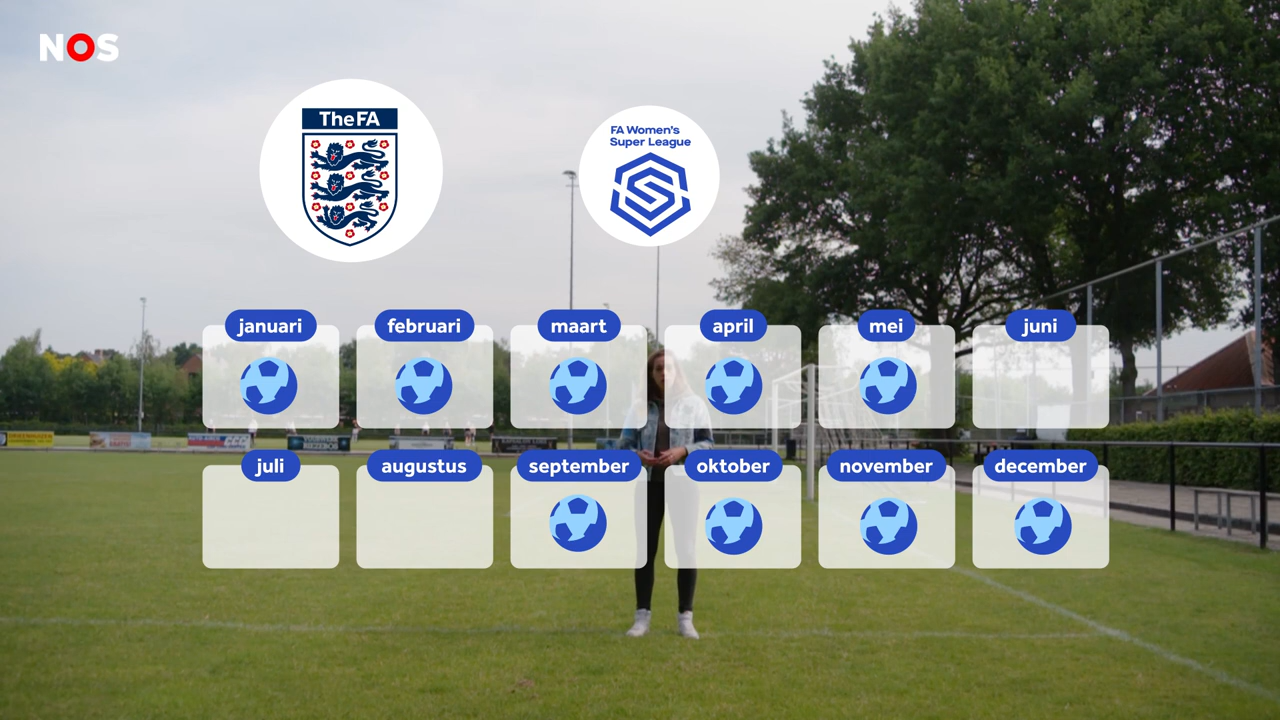 NOS
TheFA
FA Women's
Super League
januari
februari
maart
april
mei
juni
juli
augustus
september
oktober
november
december